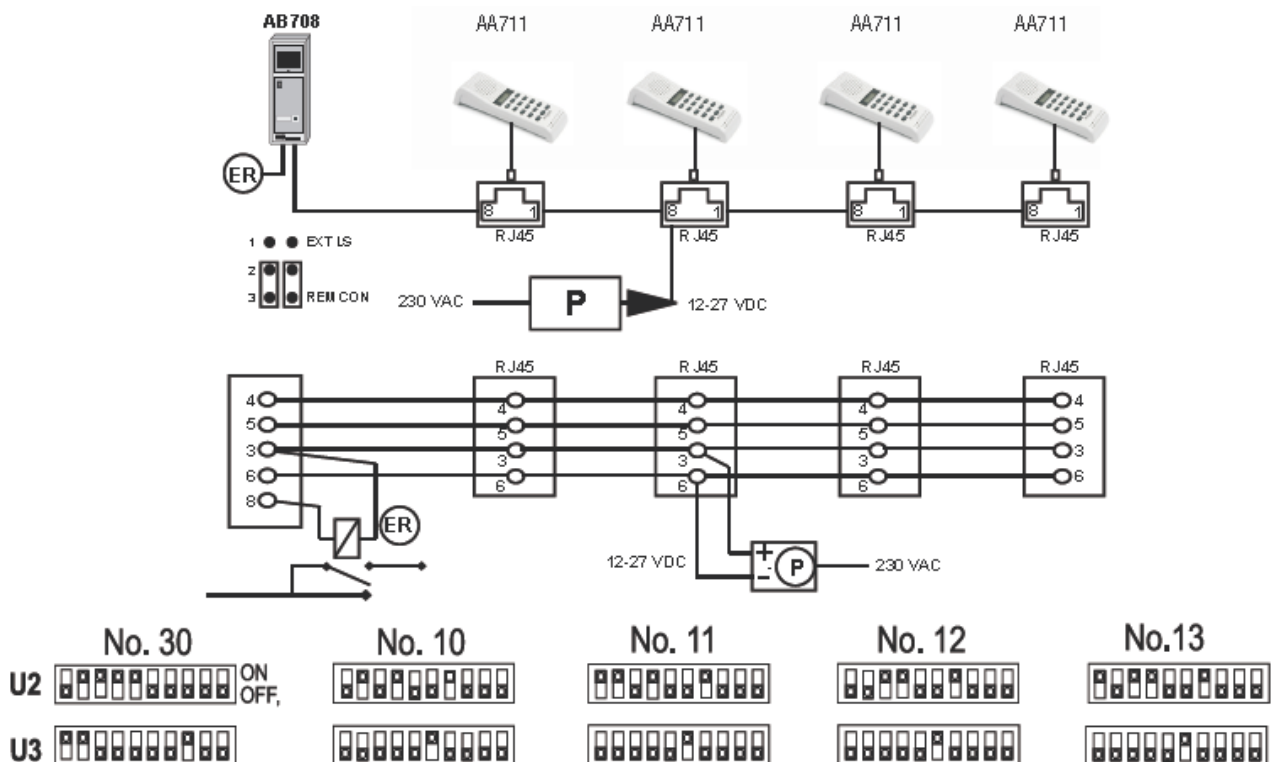 AB708 AA711 AA711 AA711 AA711
ER
8 1 8 1 8 1 8 1
RJ45 RJ45 RJ45 RJ45
1 EXT LS
2
3 REM CON
230 VAC P 12-27 VDC
RJ45 RJ45 RJ45 RJ45
4 4 4 4 4
5 5 5 5 5
3 3 3 3 3
6 6 6 6 6
8
ER
12-27 VDC + - P 230 VAC
No. 30 No. 10 No. 11 No. 12 No.13
U2 ON
OFF,
U3